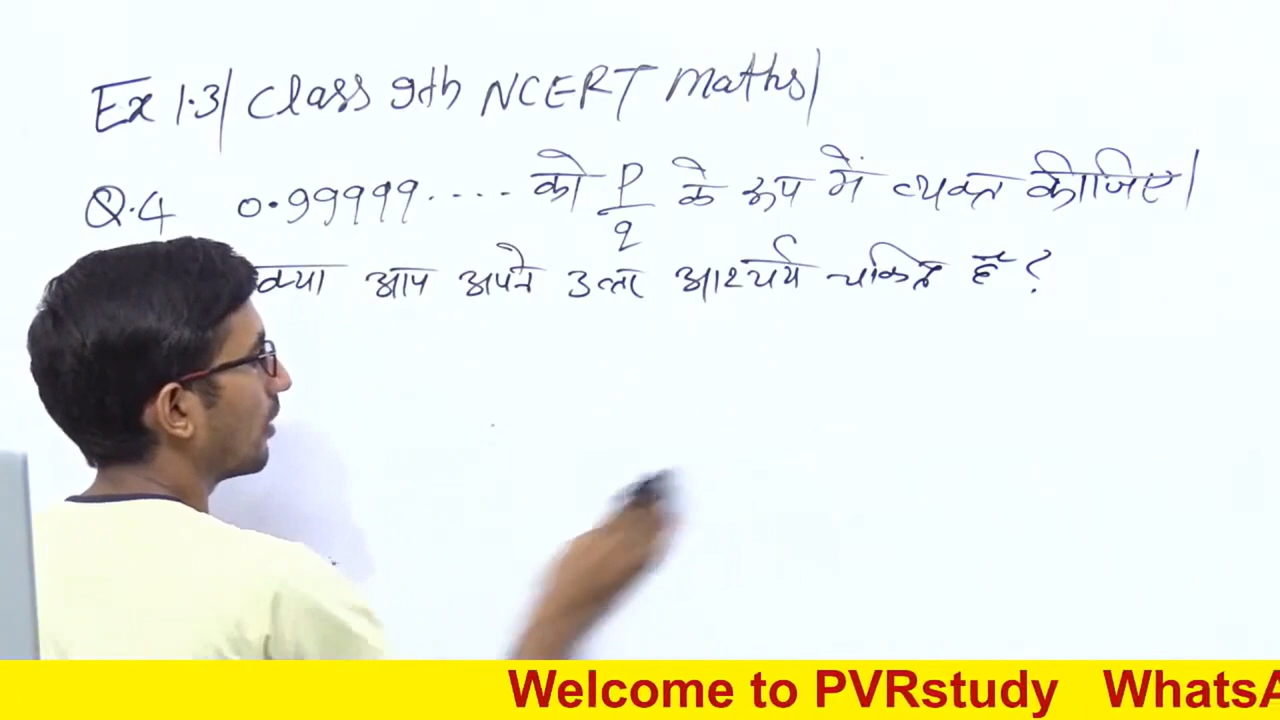 Ex 1.3| Class 9th NCERT Maths|
Q.4 0.99999.... को p/q के रूप में व्यक्त कीजिए|
क्या आप अपने उत्तर आश्चर्य चकित हैं ?
Welcome to PVRstudy WhatsA